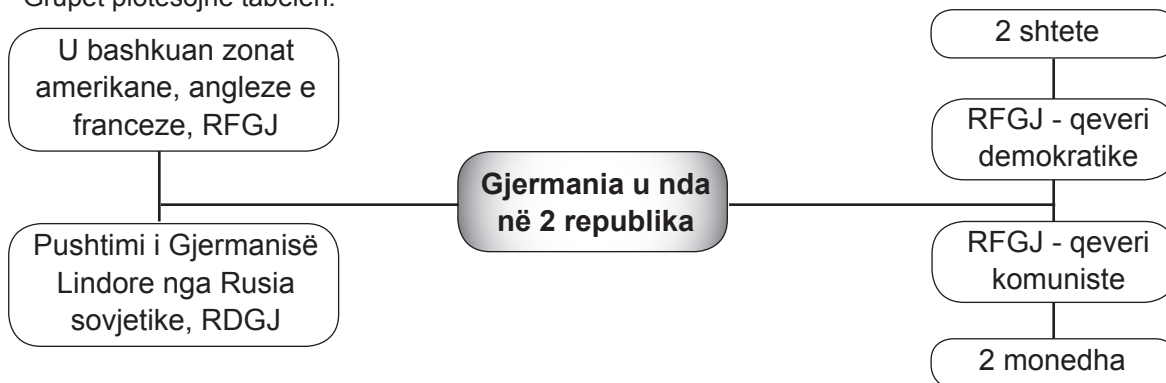 Grupet plotësojnë tabelën:
U bashkuan zonat
amerikane, angleze e
franceze, RFGJ
Pushtimi i Gjermanisë
Lindore nga Rusia
sovjetike, RDGJ
Gjermania u nda
në 2 republika
2 shtete
RFGJ - qeveri
demokratike
RFGJ - qeveri
komuniste
2 monedha